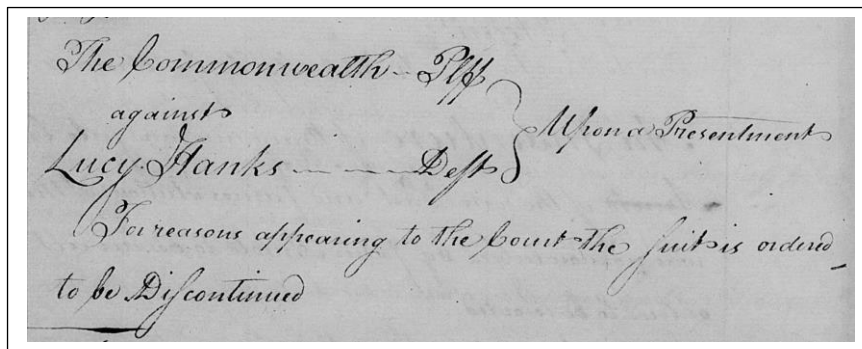 The Commonwealth - Plff
against
Lucy Hanks - - - Deft
Upon a Presentment
For reasons appearing to the Court the Suit is ordered
to be Discontinued